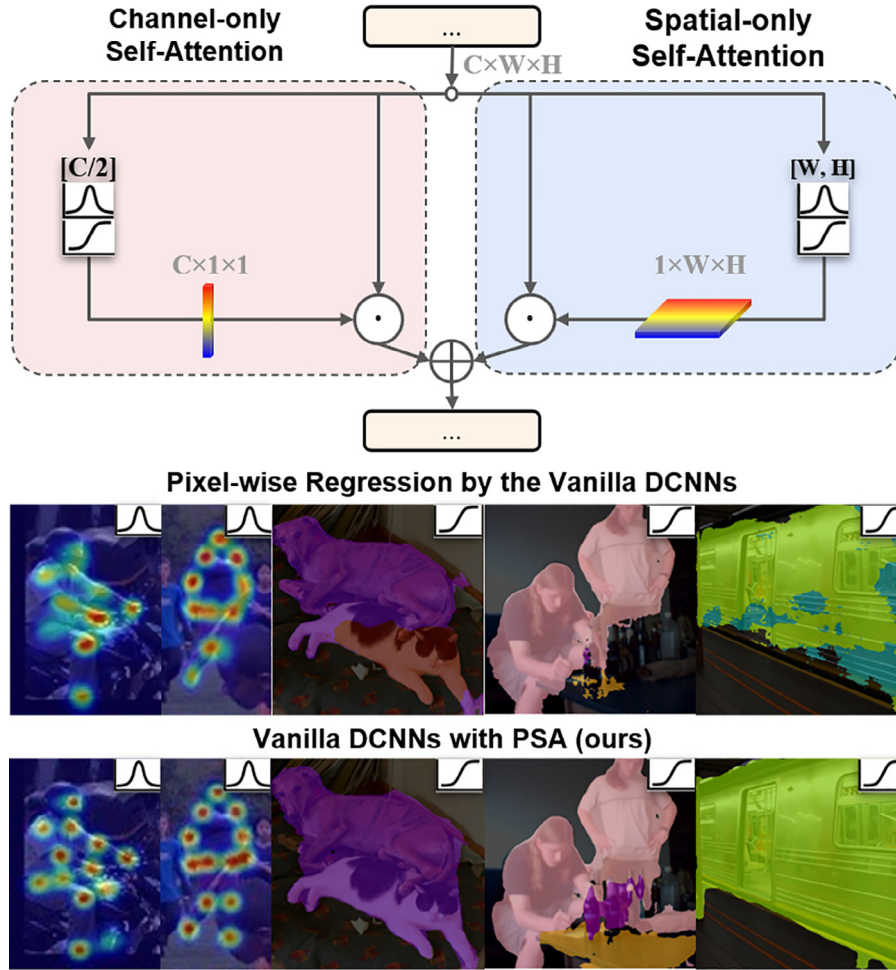 Channel-only
Self-Attention
...
Spatial-only
Self-Attention
C×W×H
[C/2]
[W, H]
C×1×1
1×W×H
...
Pixel-wise Regression by the Vanilla DCNNs
Vanilla DCNNs with PSA (ours)